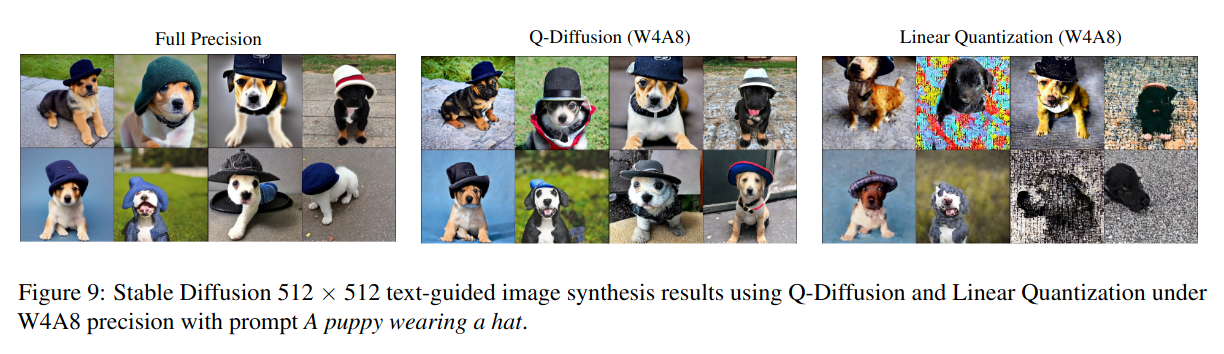 Full Precision
Q-Diffusion (W4A8)
Linear Quantization (W4A8)
Figure 9: Stable Diffusion 512 × 512 text-guided image synthesis results using Q-Diffusion and Linear Quantization under
W4A8 precision with prompt A puppy wearing a hat.